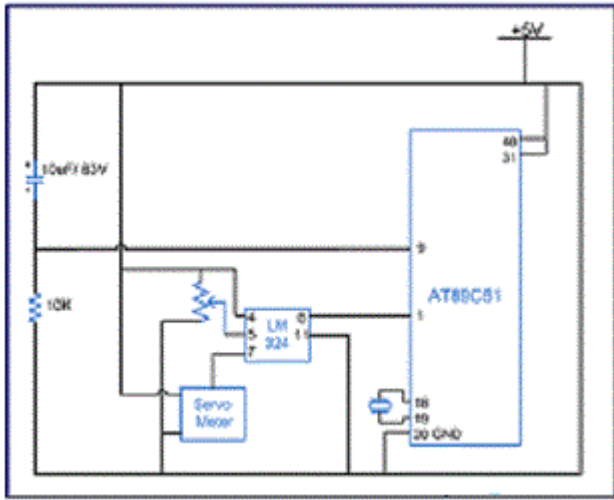 +5V
40
31
10uF/ 63V
9
10K
AT89C51
4 6
LM
1
5 11
324
7
Servo
Meter
18
19
20 GND